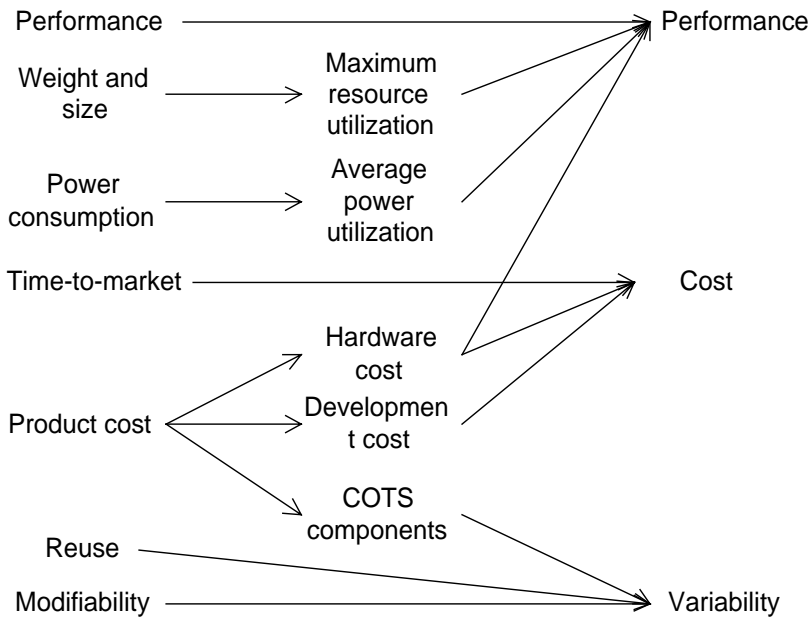 Performance
Performance
Weight and
size
Maximum
resource
utilization
Power
consumption
Average
power
utilization
Time-to-market
Cost
Hardware
cost
Product cost
Developmen
t cost
COTS
components
Reuse
Modifiability
Variability